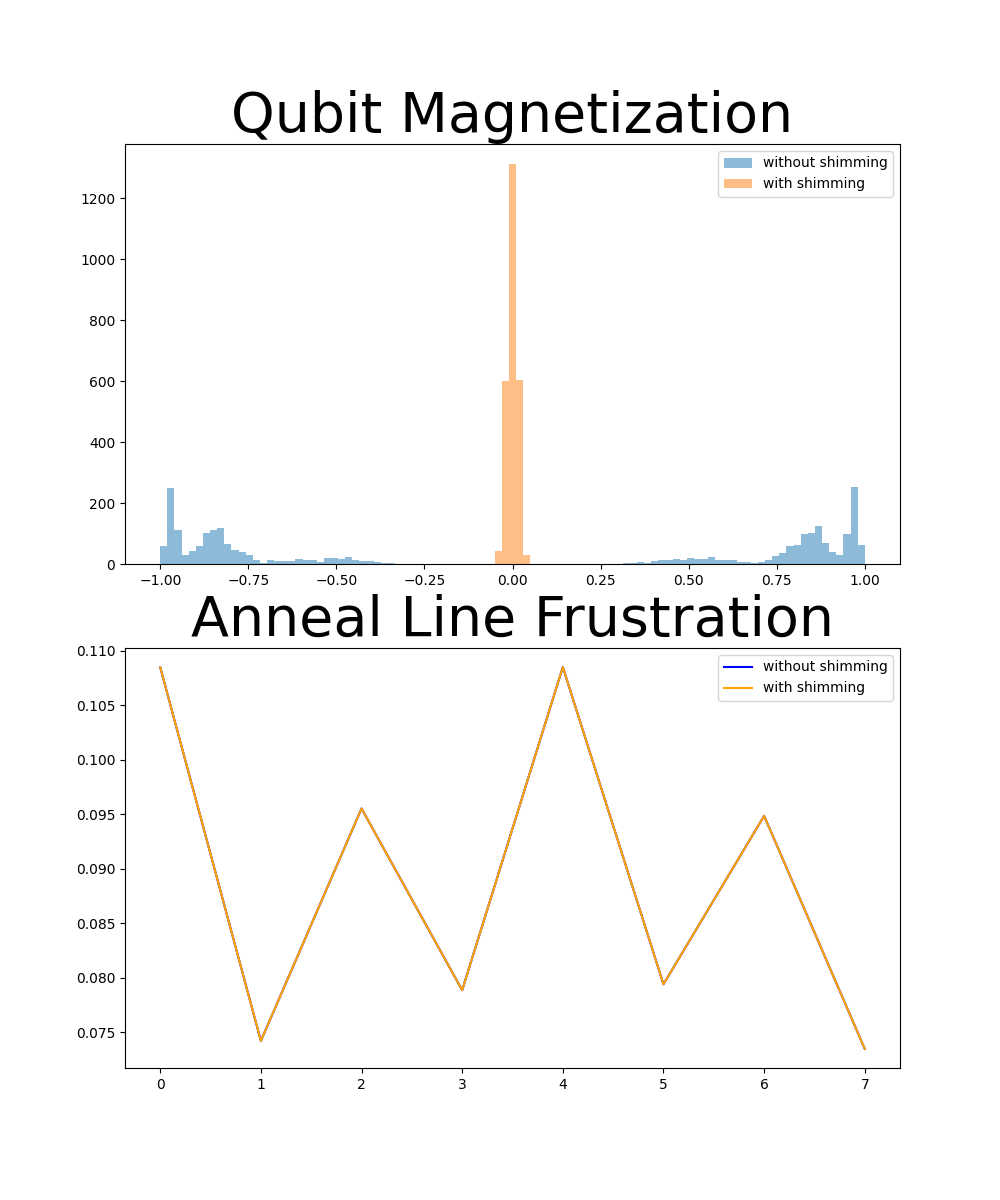 Qubit Magnetization
without shimming
with shimming
1200
1000
800
600
400
200
0
−1.00 −0.75 −0.50 −0.25 0.00 0.25 0.50 0.75 1.00
Anneal Line Frustration
0.110
without shimming
with shimming
0.105
0.100
0.095
0.090
0.085
0.080
0.075
0 1 2 3 4 5 6 7